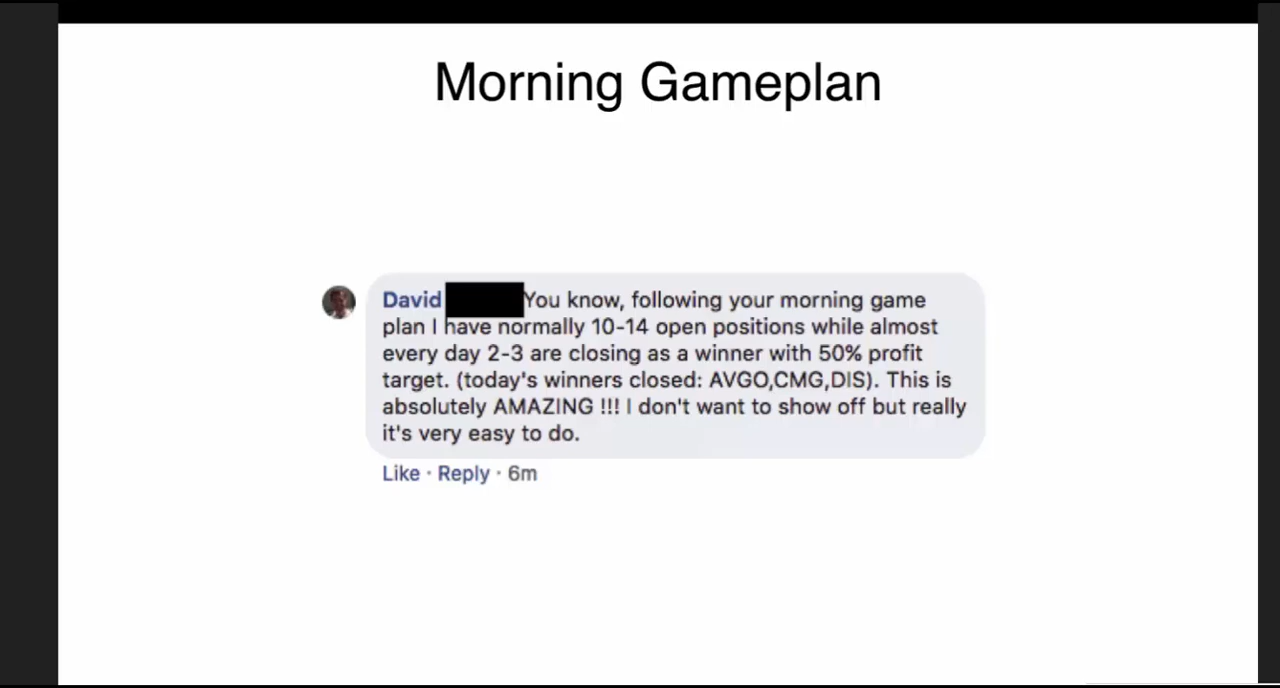 Morning Gameplan
David You know, following your morning game
plan I have normally 10-14 open positions while almost
every day 2-3 are closing as a winner with 50% profit
target. (today's winners closed: AVGO,CMG,DIS). This is
absolutely AMAZING !!! I don't want to show off but really
it's very easy to do.
Like · Reply · 6m